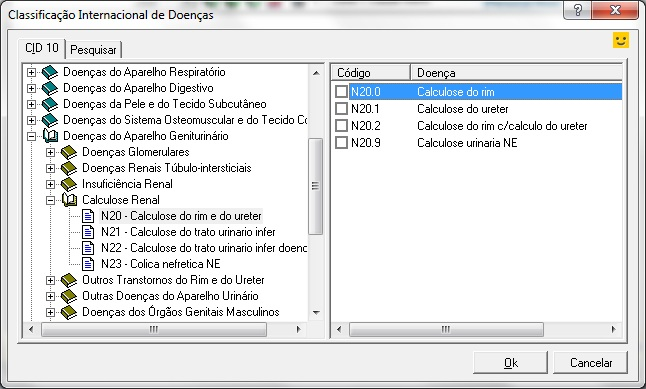 Classificação Internacional de Doenças
CID 10
Pesquisar
Doenças do Aparelho Respiratório
Doenças do Aparelho Digestivo
Doenças da Pele e do Tecido Subcutâneo
Doenças do Sistema Osteomuscular e do Tecido Co
Doenças do Aparelho Geniturinário
Doenças Glomerulares
Doenças Renais Túbulo-intersticiais
Insuficiência Renal
Calculose Renal
N20 - Calculose do rim e do ureter
N21 - Calculose do trato urinario infer
N22 - Calculose do trato urinario infer doenc
N23 - Colica nefretica NE
Outros Transtornos do Rim e do Ureter
Outras Doenças do Aparelho Urinário
Doenças dos Órgãos Genitais Masculinos
Código Doença
N20.0 Calculose do rim
N20.1 Calculose do ureter
N20.2 Calculose do rim c/calculo do ureter
N20.9 Calculose urinaria NE
Ok Cancelar